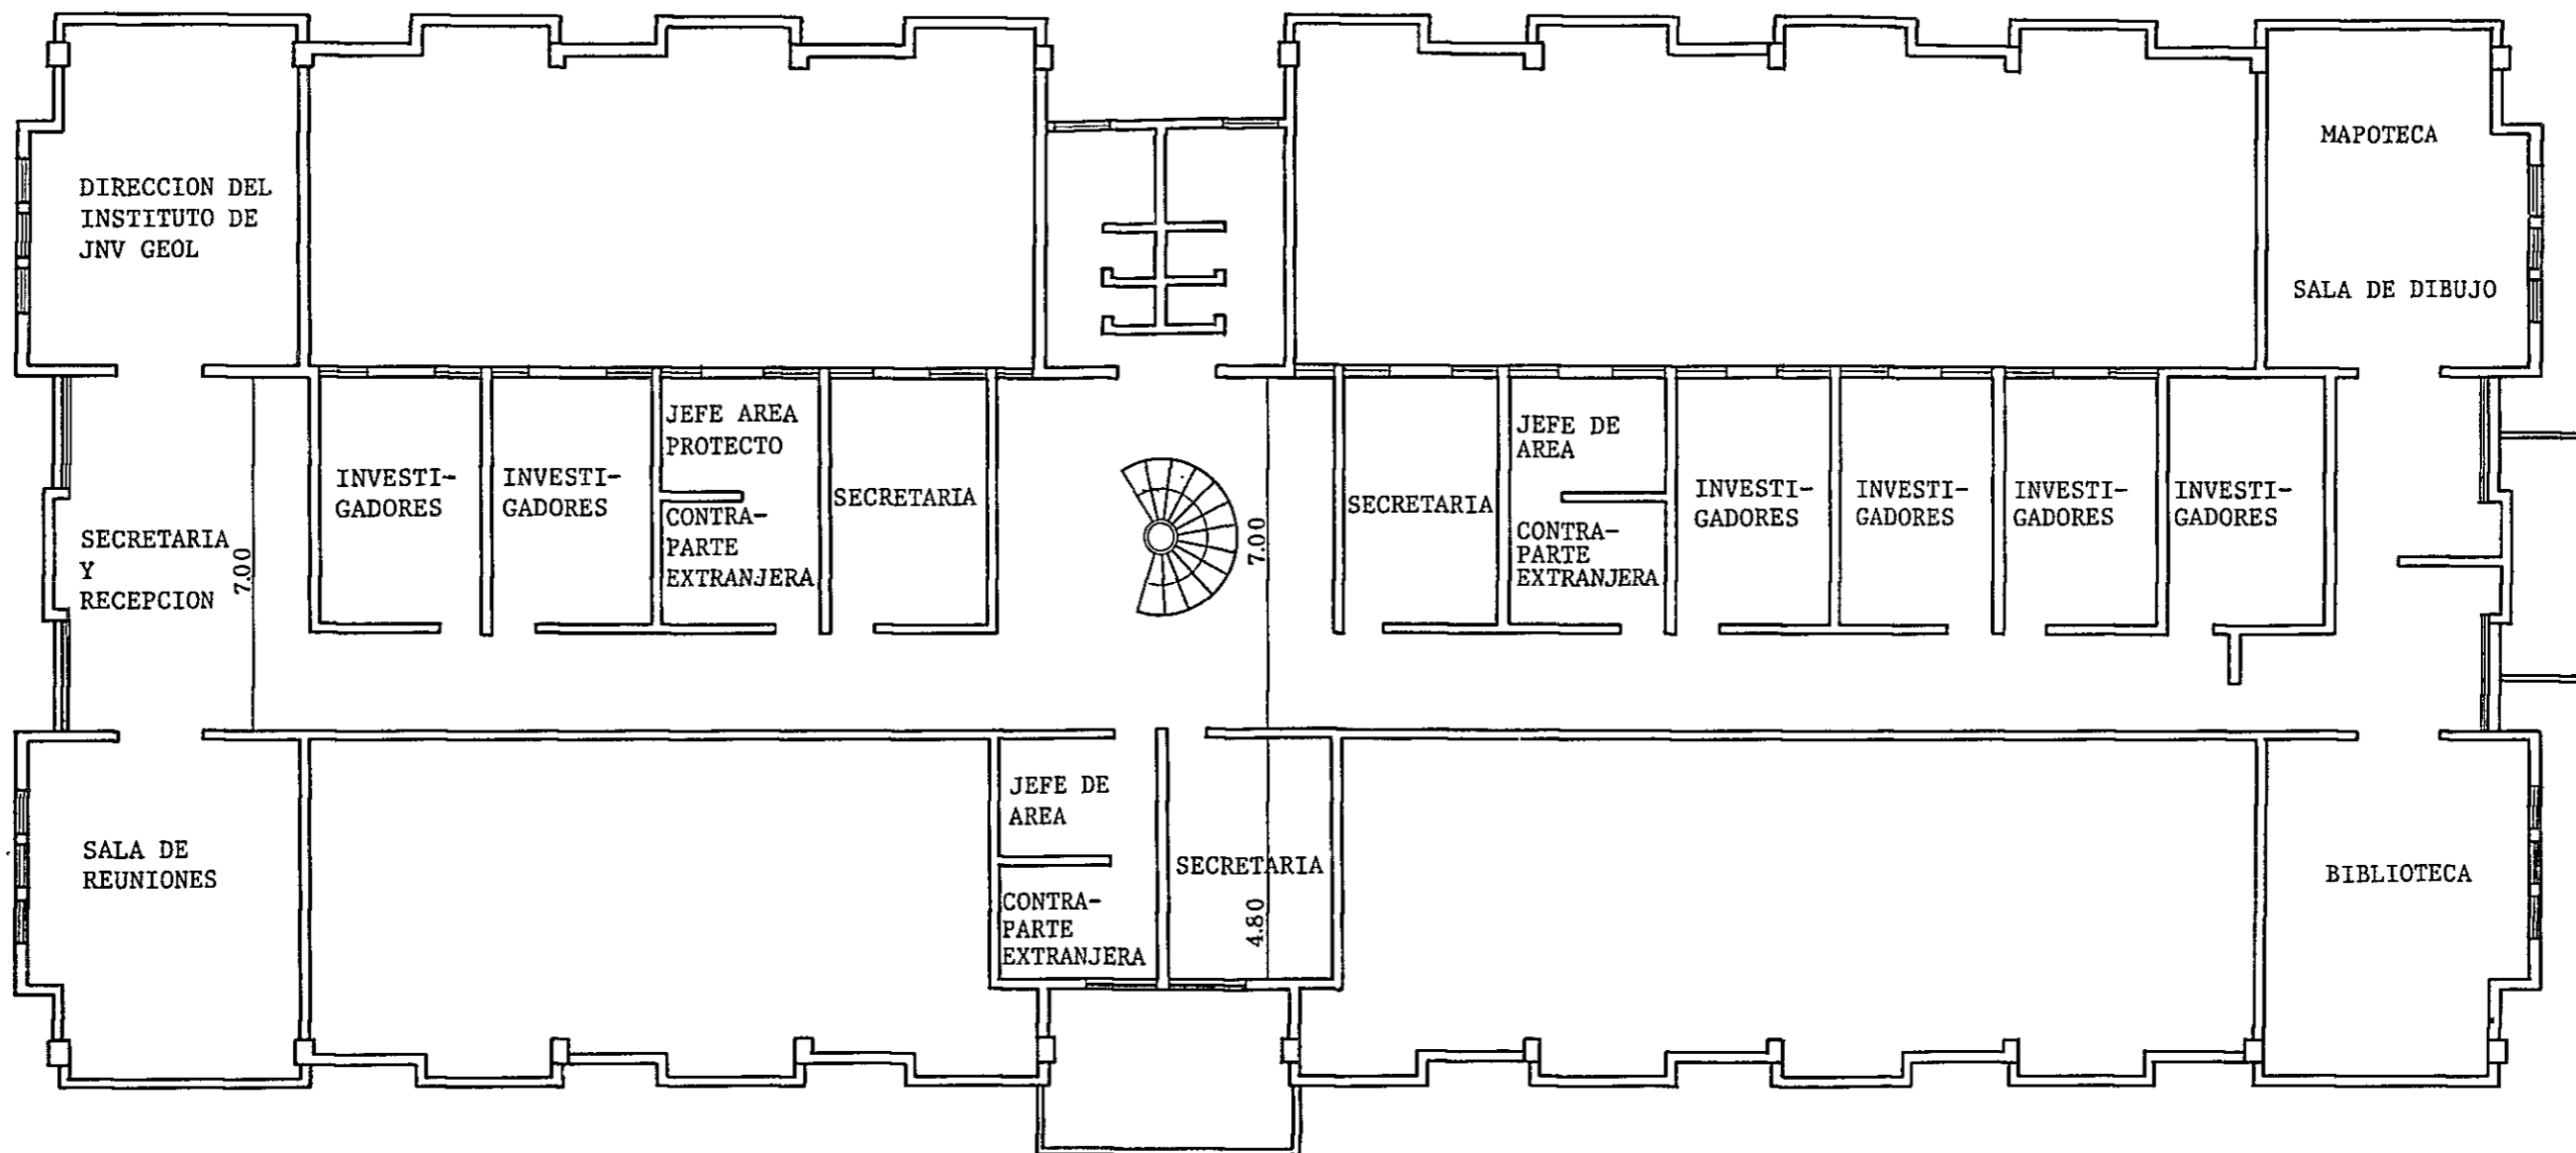 DIRECCION DEL
INSTITUTO DE
JNV GEOL
MAPOTECA
SALA DE DIBUJO
SECRETARIA
Y
RECEPCION
7.00
INVESTI-
GADORES
INVESTI-
GADORES
JEFE AREA
PROTECTO
CONTRA-
PARTE
EXTRANJERA
SECRETARIA
7.00
SECRETARIA
JEFE DE
AREA
CONTRA-
PARTE
EXTRANJERA
INVESTI-
GADORES
INVESTI-
GADORES
INVESTI-
GADORES
INVESTI-
GADORES
SALA DE
REUNIONES
JEFE DE
AREA
CONTRA-
PARTE
EXTRANJERA
SECRETARIA
4.80
BIBLIOTECA